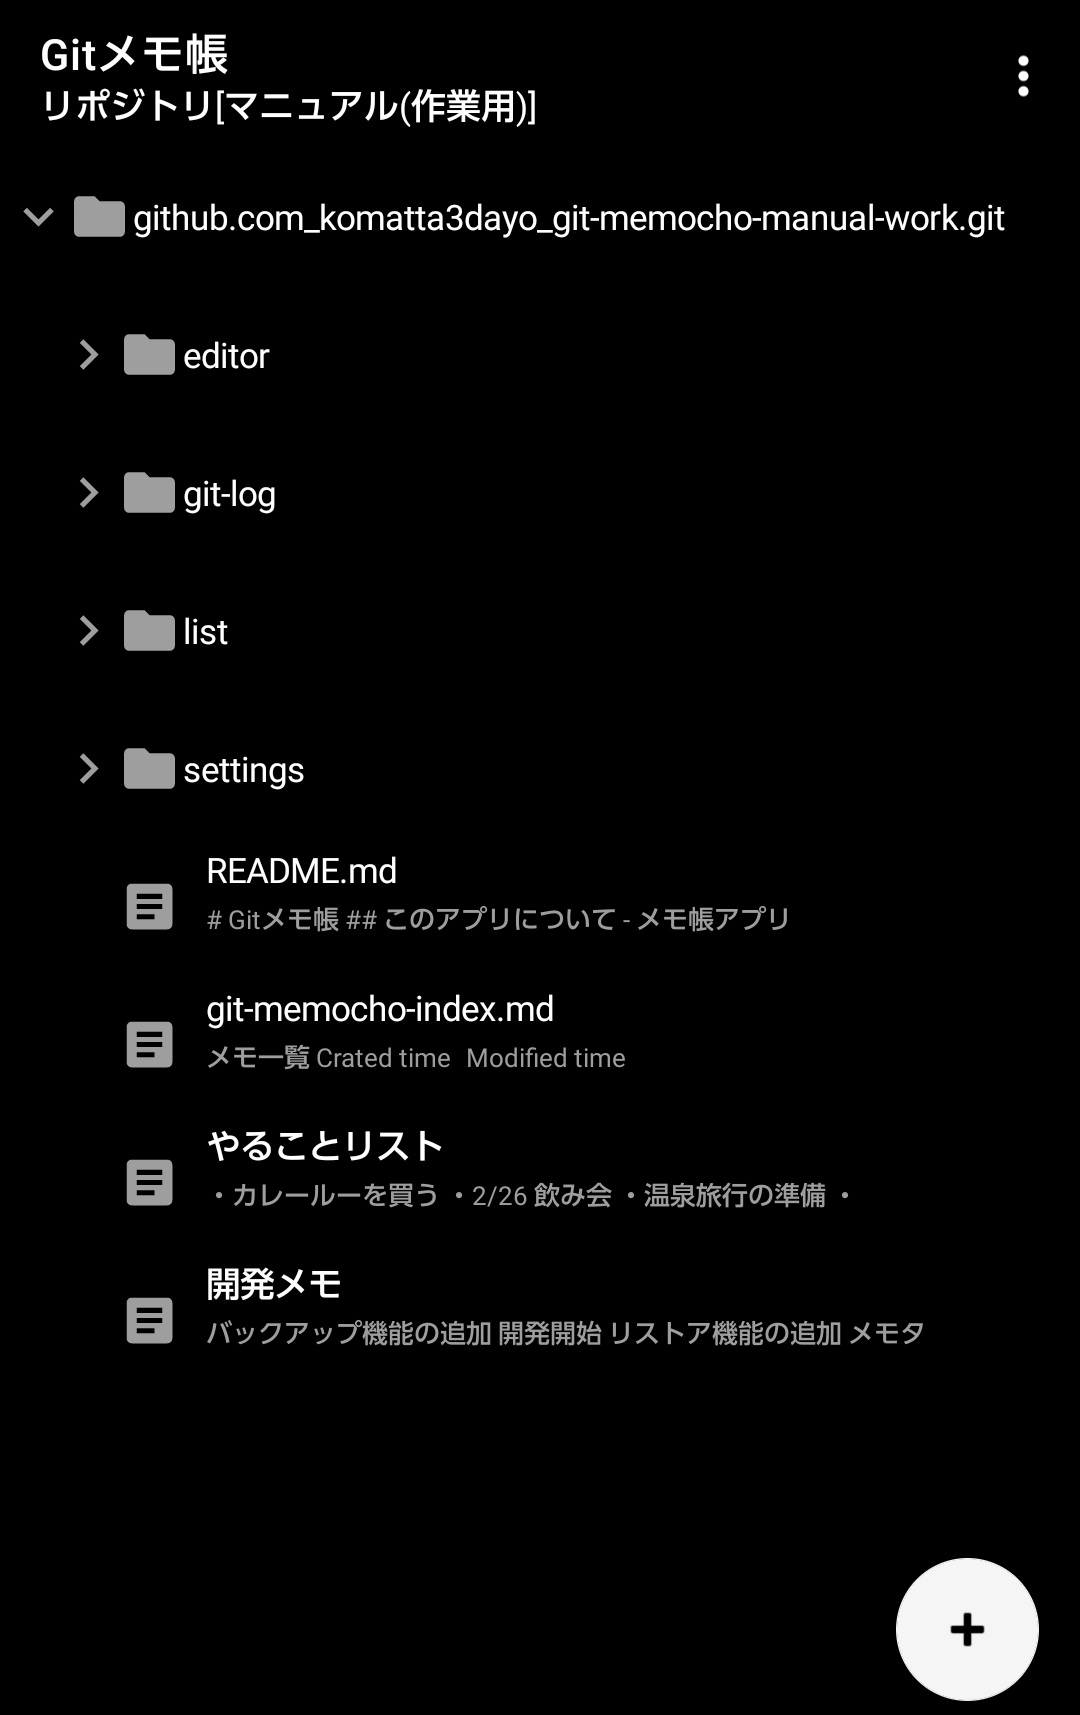 Gitメモ帳
リポジトリ[マニュアル(作業用)]
github.com_komatta3dayo_git-memocho-manual-work.git
editor
git-log
list
settings
README.md
# Gitメモ帳 ## このアプリについて - メモ帳アプリ
git-memocho-index.md
メモ一覧 Crated time  Modified time
やることリスト
・カレールーを買う ・2/26 飲み会 ・温泉旅行の準備 ・
開発メモ
バックアップ機能の追加 開発開始 リストア機能の追加 メモタ